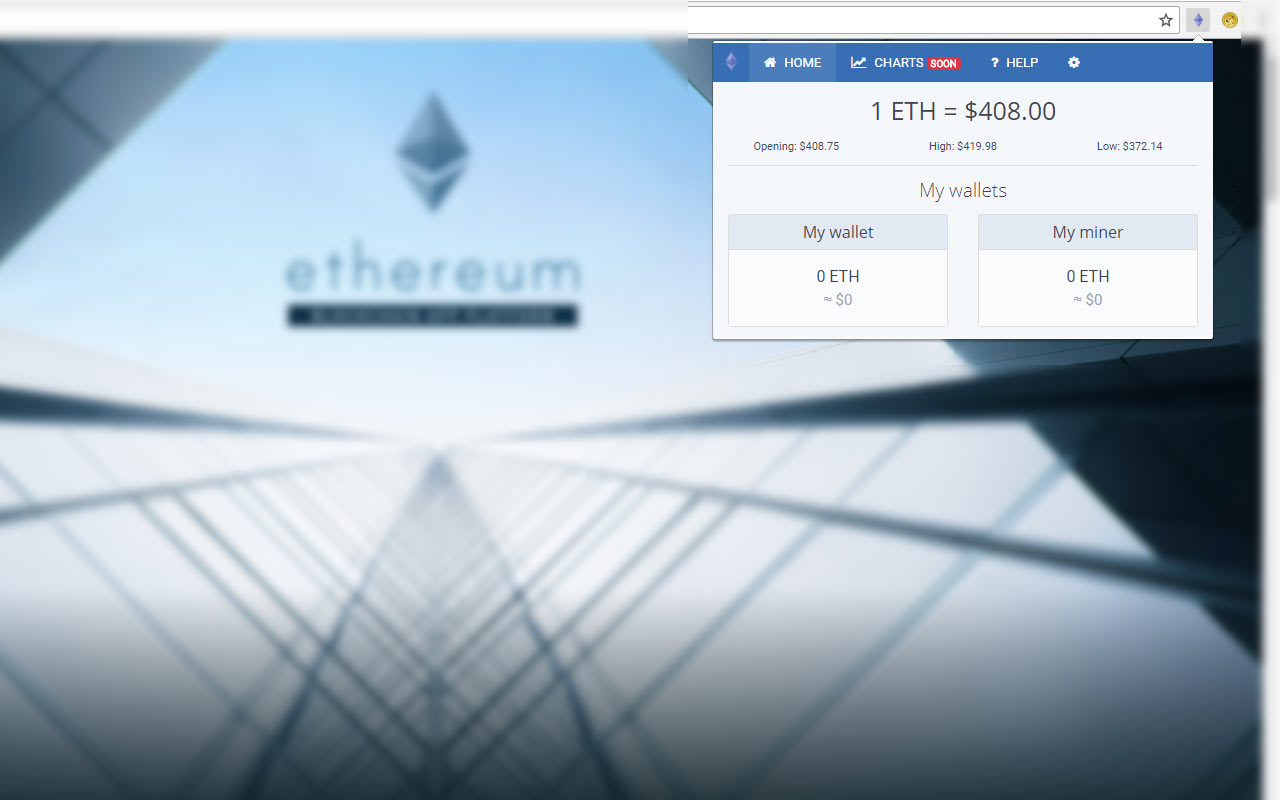 HOME CHARTS SOON HELP
1 ETH = $408.00
Opening: $408.75 High: $419.98 Low: $372.14
My wallets
My wallet My miner
0 ETH 0 ETH
≈ $0 ≈ $0
ethereum